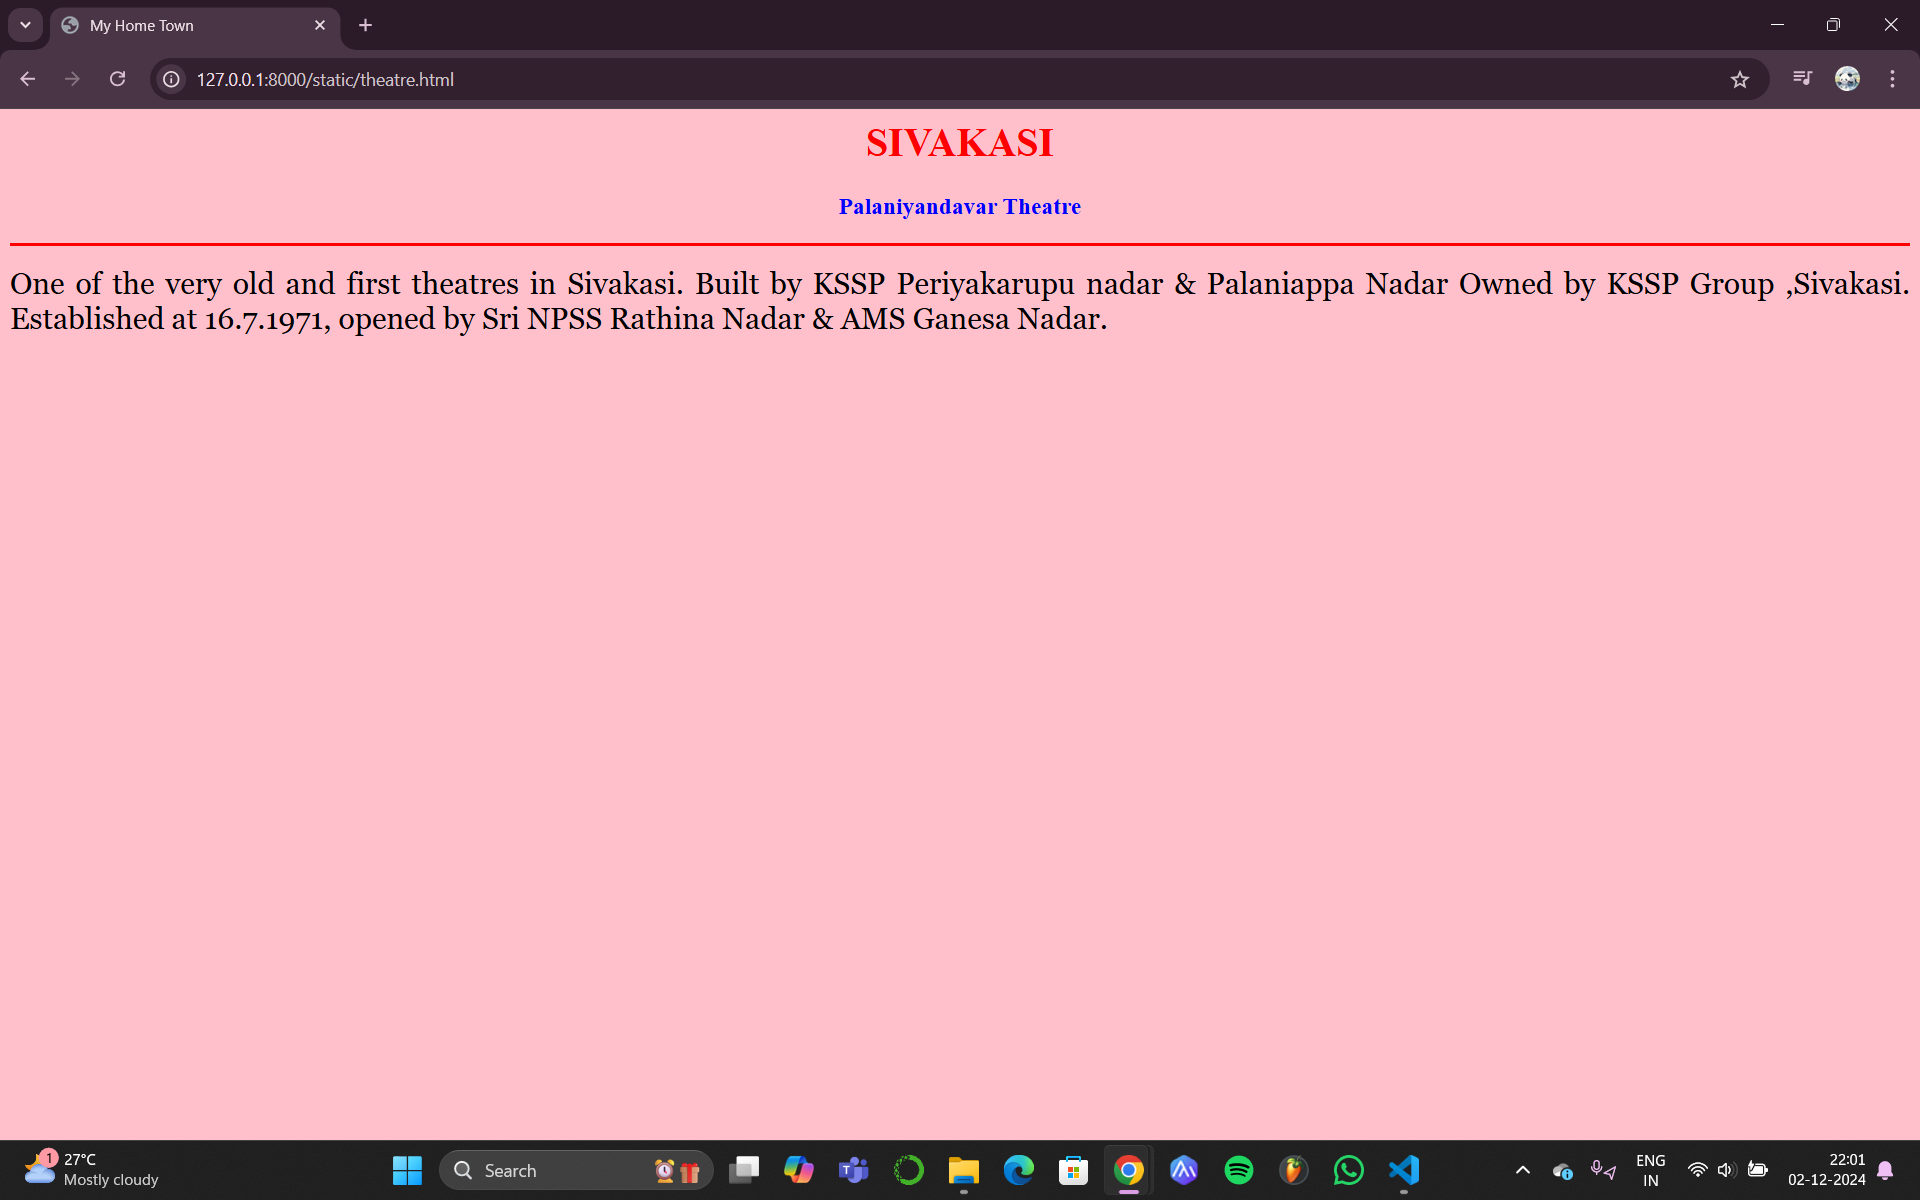 My Home Town
127.0.0.1:8000/static/theatre.html
SIVAKASI
Palaniyandavar Theatre
One of the very old and first theatres in Sivakasi. Built by KSSP Periyakarupu nadar & Palaniappa Nadar Owned by KSSP Group ,Sivakasi.
Established at 16.7.1971, opened by Sri NPSS Rathina Nadar & AMS Ganesa Nadar.
1
27°C
Mostly cloudy
Search
ENG
IN
22:01
02-12-2024